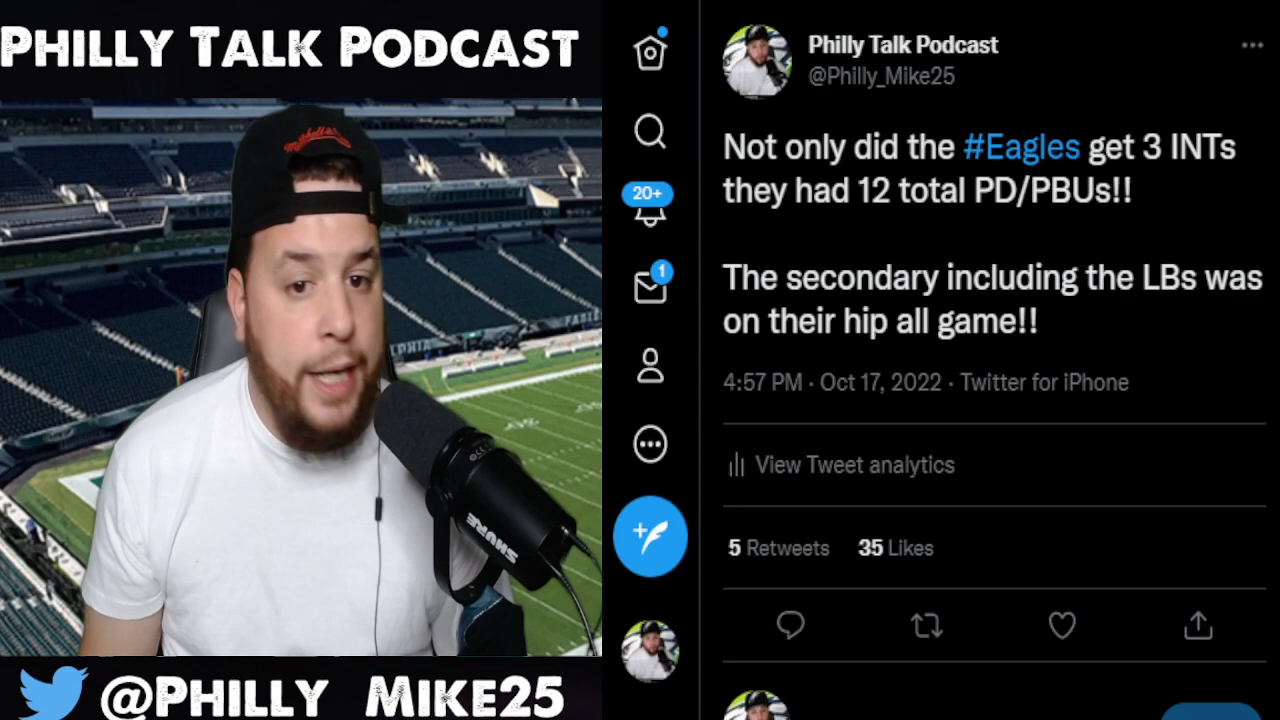 PHILLY TALK PODCAST
SHURE
@PHILLY_MIKE25
20+
1
Philly Talk Podcast
@Philly_Mike25
Not only did the #Eagles get 3 INTs
they had 12 total PD/PBUs!!
The secondary including the LBs was
on their hip all game!!
4:57 PM · Oct 17, 2022 · Twitter for iPhone
View Tweet analytics
5 Retweets 35 Likes